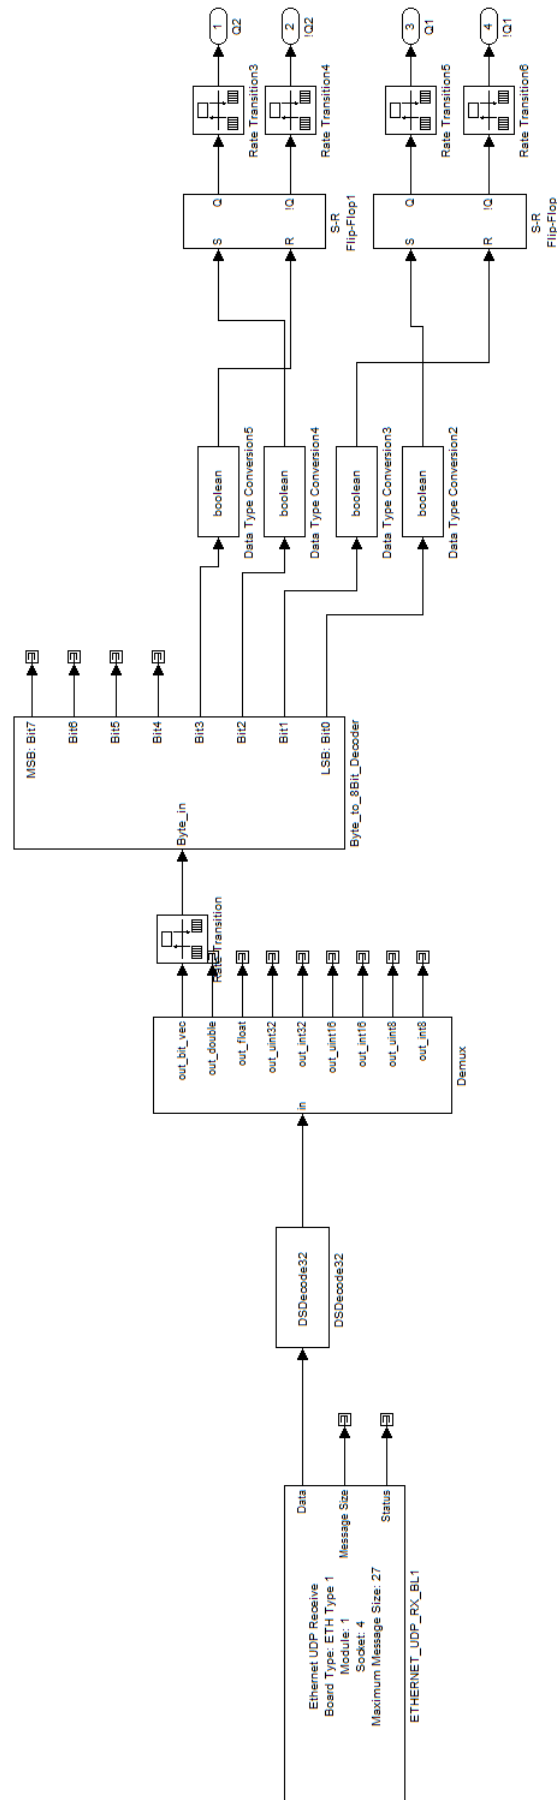 Ethernet UDP Receive
Board Type: ETH Type 1
Module: 1
Socket: 4
Maximum Message Size: 27
Data
Message Size
Status
ETHERNET_UDP_RX_BL1
DSDecode32
DSDecode32
in
out_bit_vec
out_double
out_float
out_uint32
out_int32
out_uint16
out_int16
out_uint8
out_int8
Demux
Rate Transition
Byte_in
MSB: Bit7
Bit6
Bit5
Bit4
Bit3
Bit2
Bit1
LSB: Bit0
Byte_to_8Bit_Decoder
boolean
Data Type Conversion5
boolean
Data Type Conversion4
boolean
Data Type Conversion3
boolean
Data Type Conversion2
S
Q
R
!Q
S-R
Flip-Flop1
S
Q
R
!Q
S-R
Flip-Flop
Rate Transition3
Rate Transition4
Rate Transition5
Rate Transition6
1
Q2
2
!Q2
3
Q1
4
!Q1